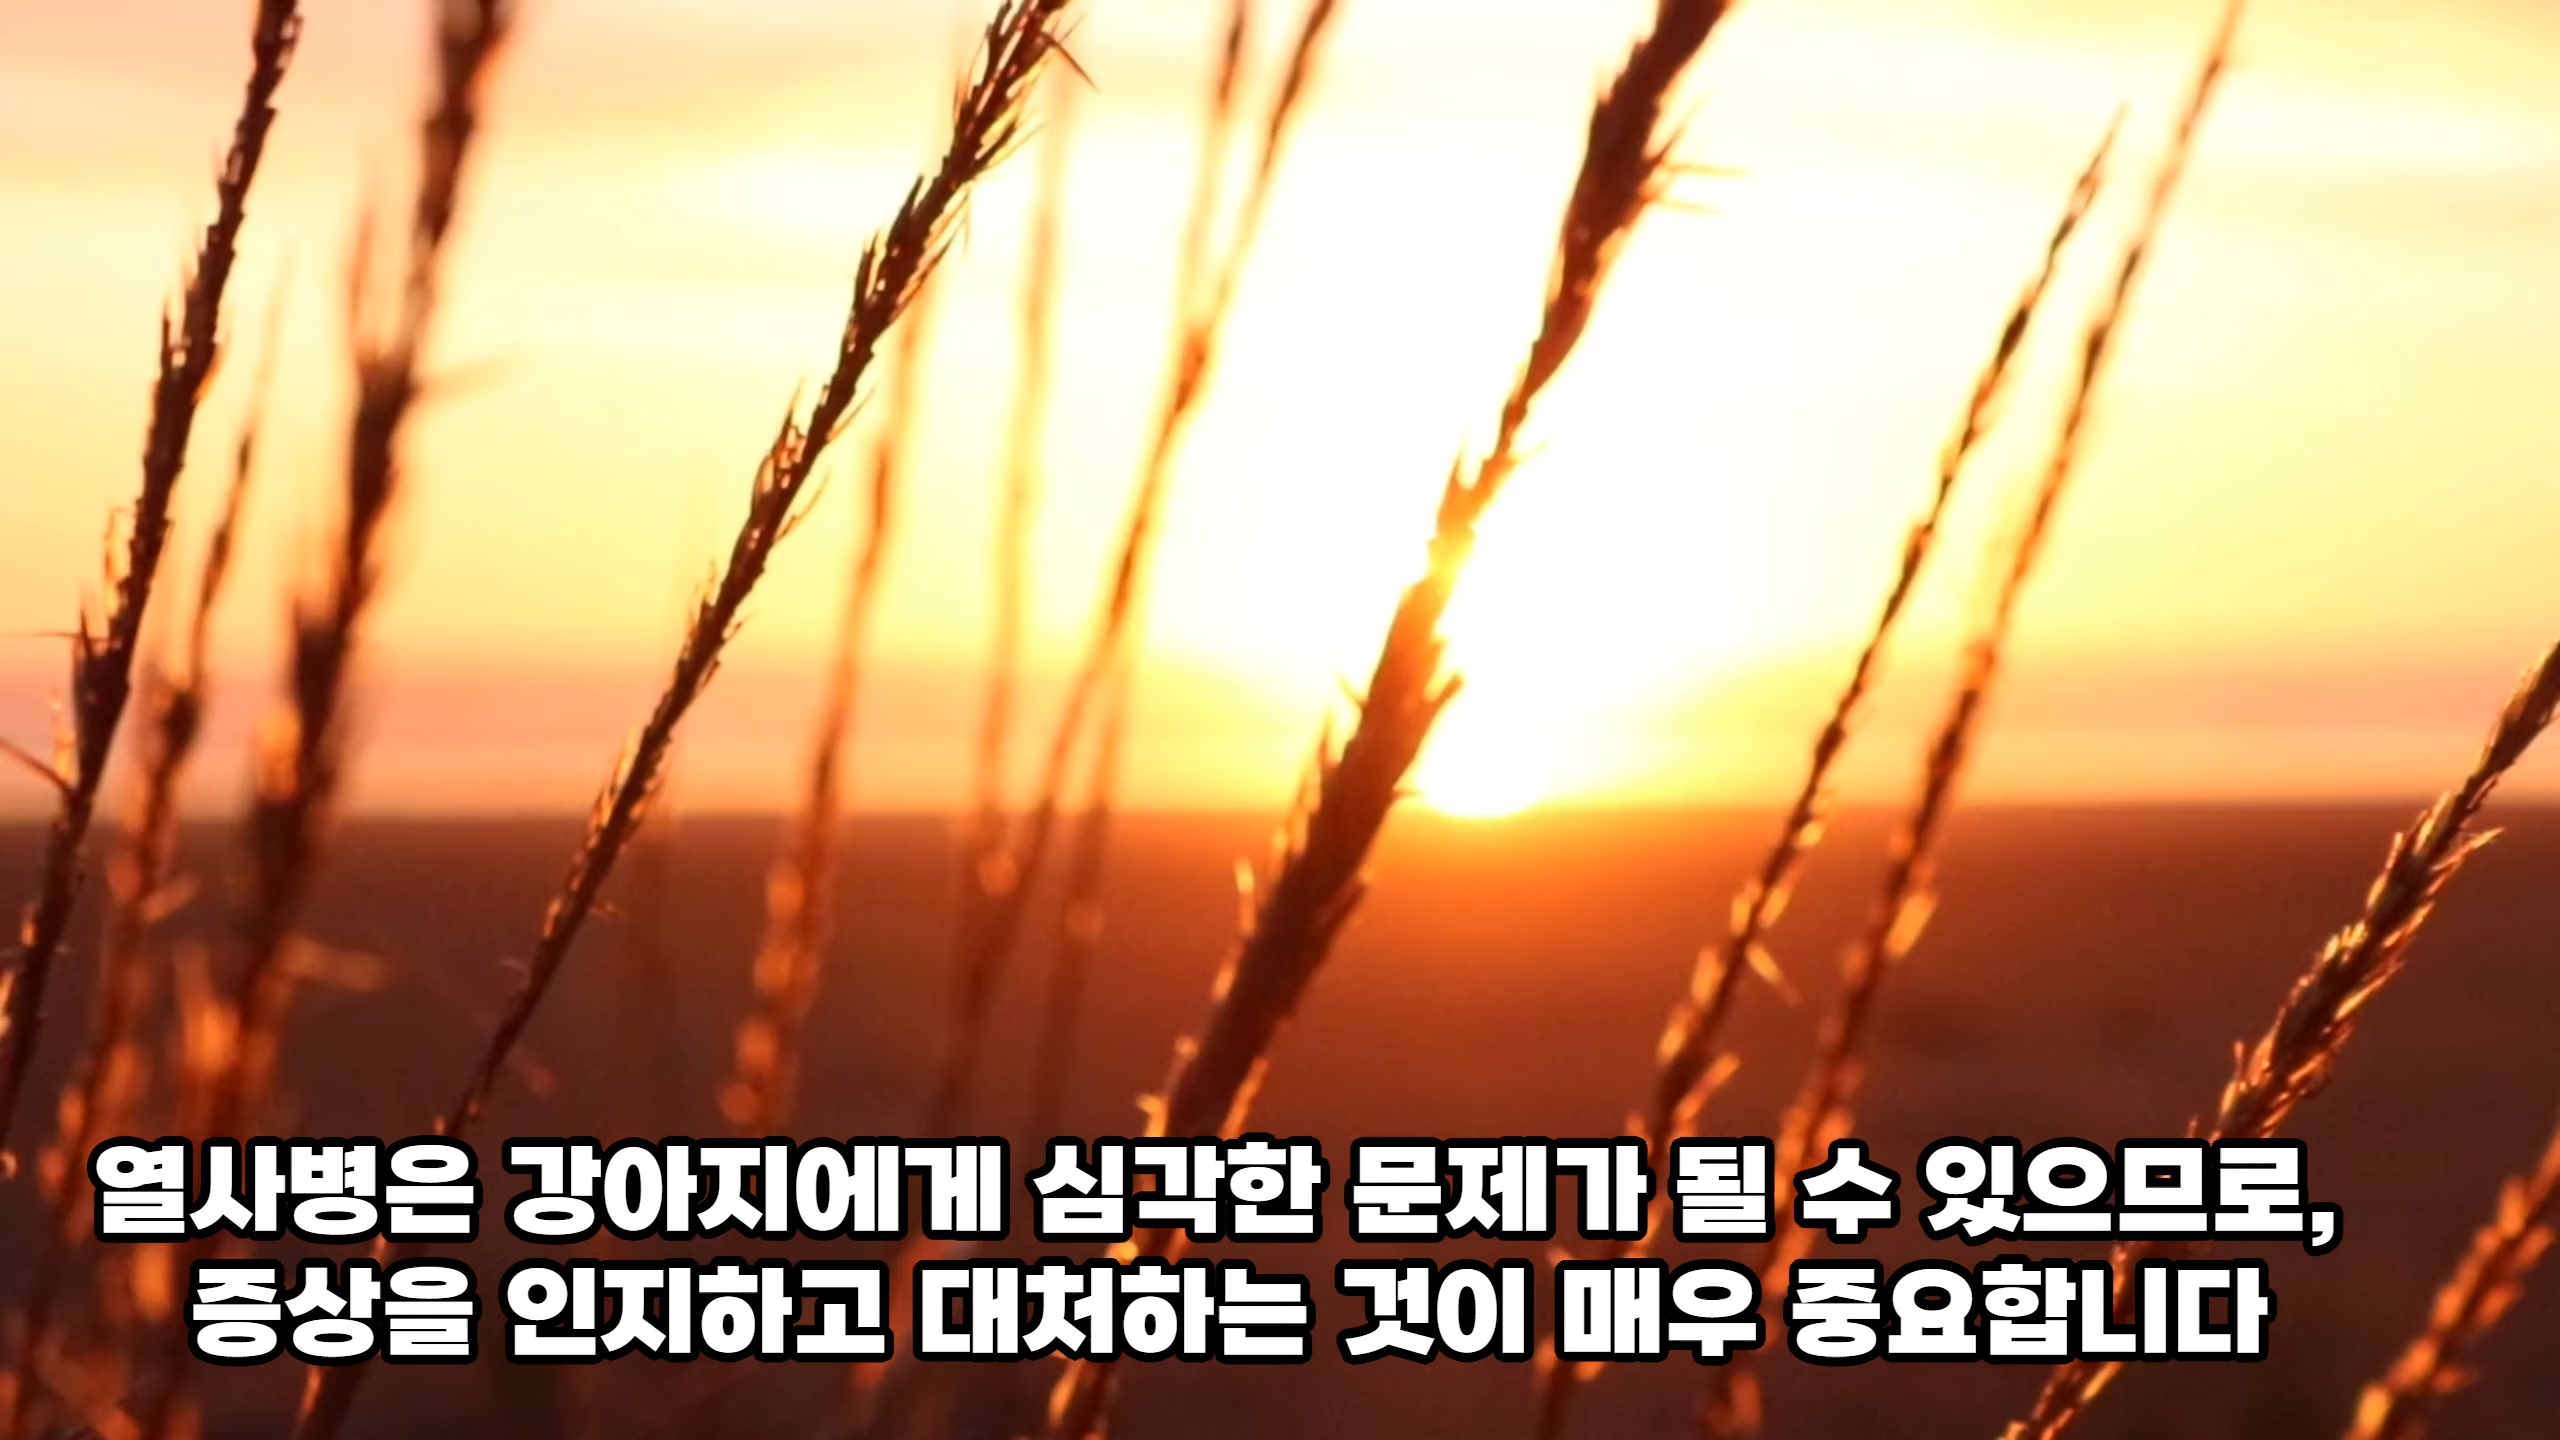 열사병은 강아지에게 심각한 문제가 될 수 있으므로,
증상을 인지하고 대처하는 것이 매우 중요합니다